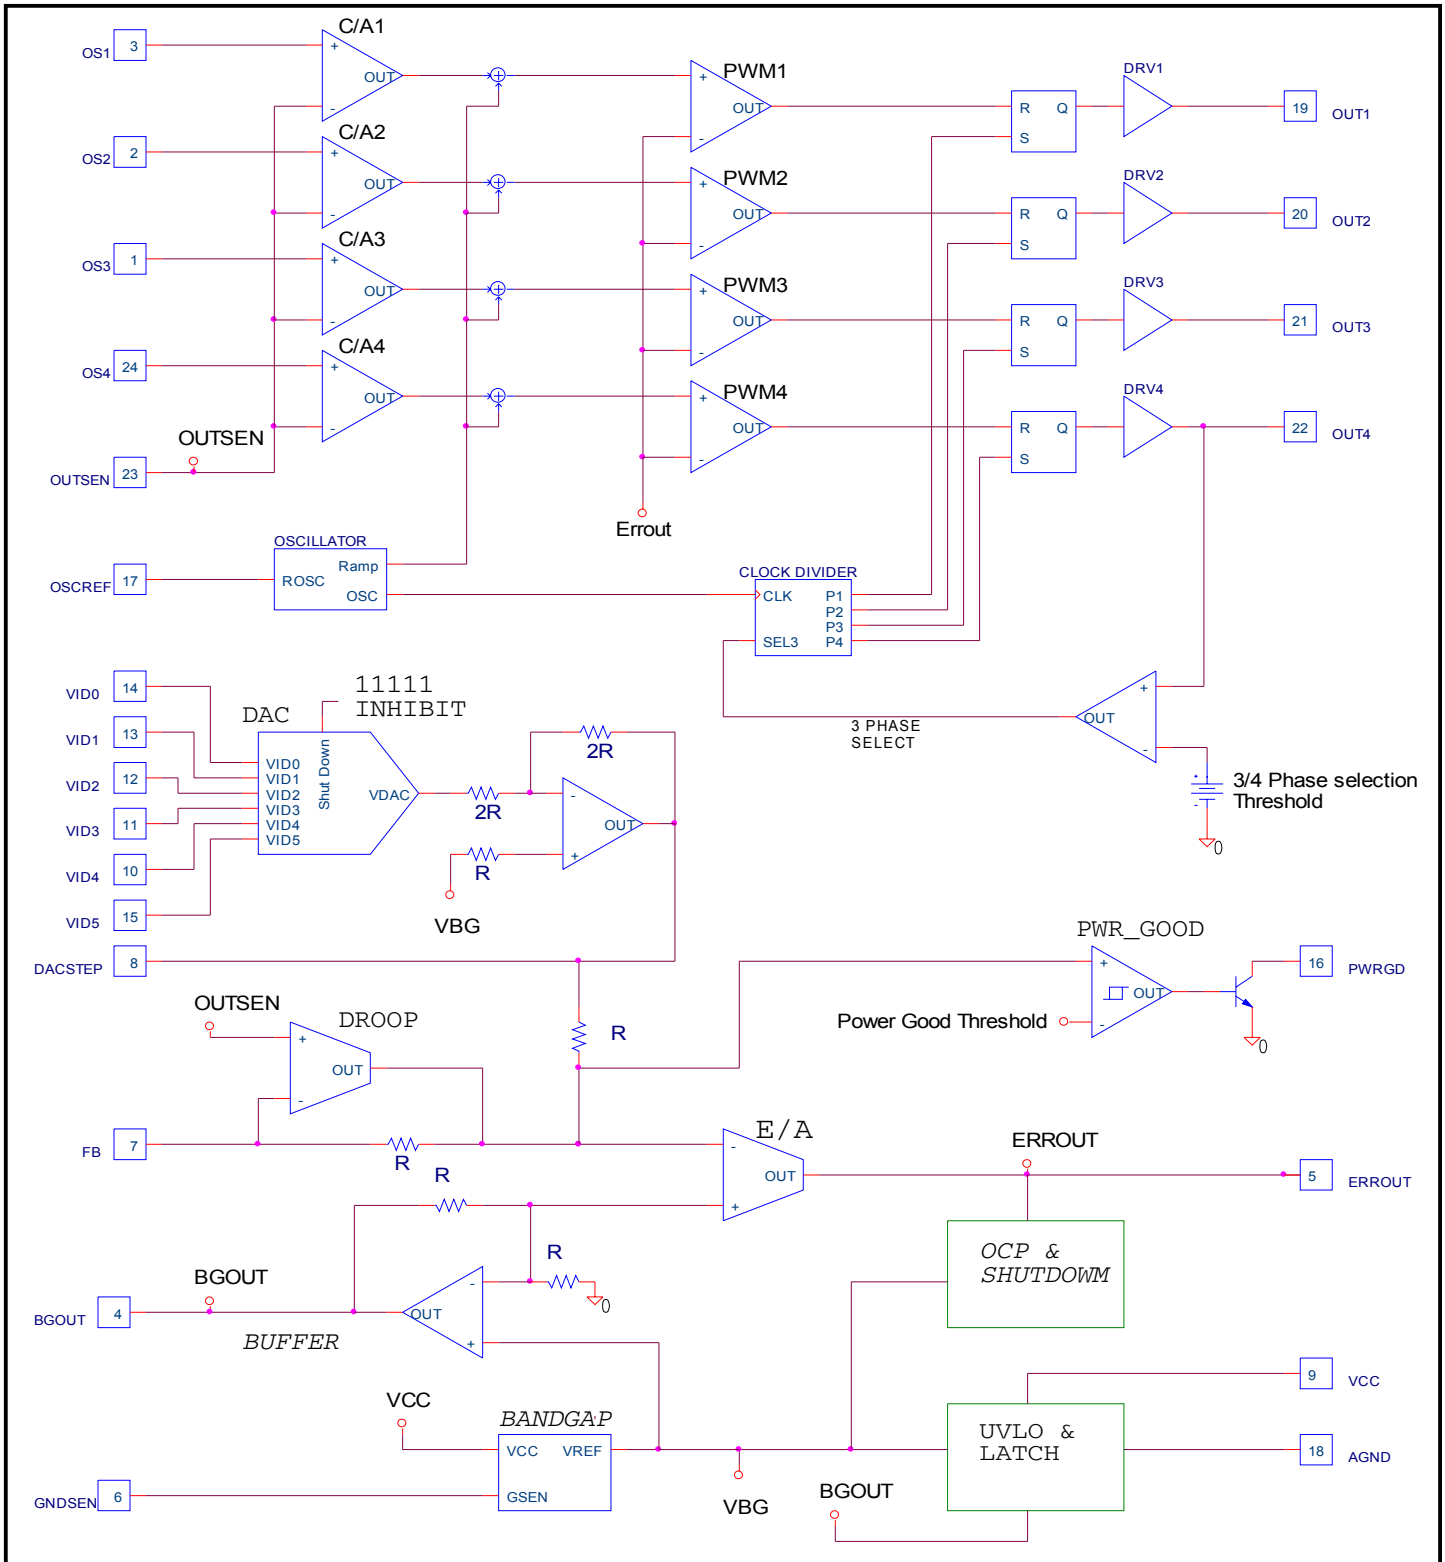 C/A1
OS1 3 + OUT -
PWM1
+ OUT -
R Q
S
DRV1
19 OUT1
C/A2
OS2 2 + OUT -
PWM2
+ OUT -
R Q
S
DRV2
20 OUT2
C/A3
OS3 1 + OUT -
PWM3
+ OUT -
R Q
S
DRV3
21 OUT3
C/A4
OS4 24 + OUT -
PWM4
+ OUT -
R Q
S
DRV4
22 OUT4
OUTSEN
OUTSEN 23
Errout
OSCILLATOR
OSCREF 17
ROSC Ramp
OSC
CLOCK DIVIDER
CLK P1
P2
P3
SEL3 P4
+ OUT -
3 PHASE
SELECT
+
-
3/4 Phase selection
Threshold
0
VID0 14
VID1 13
VID2 12
VID3 11
VID4 10
VID5 15
11111
INHIBIT
DAC
Shut Down
VID0
VID1
VID2
VID3
VID4
VID5
VDAC
2R
2R
- OUT +
R
VBG
DACSTEP 8
PWR_GOOD
+ OUT -
16 PWRGD
Power Good Threshold
0
OUTSEN
DROOP
+ OUT -
R
FB 7
R
E/A
- OUT +
ERROUT
5 ERROUT
R
R
0
OCP &
SHUTDOWM
BGOUT
BGOUT 4
- OUT +
BUFFER
9 VCC
VCC
BANDGAP
VCC VREF
GSEN
UVLO &
LATCH
18 AGND
GNDSEN 6
VBG
BGOUT